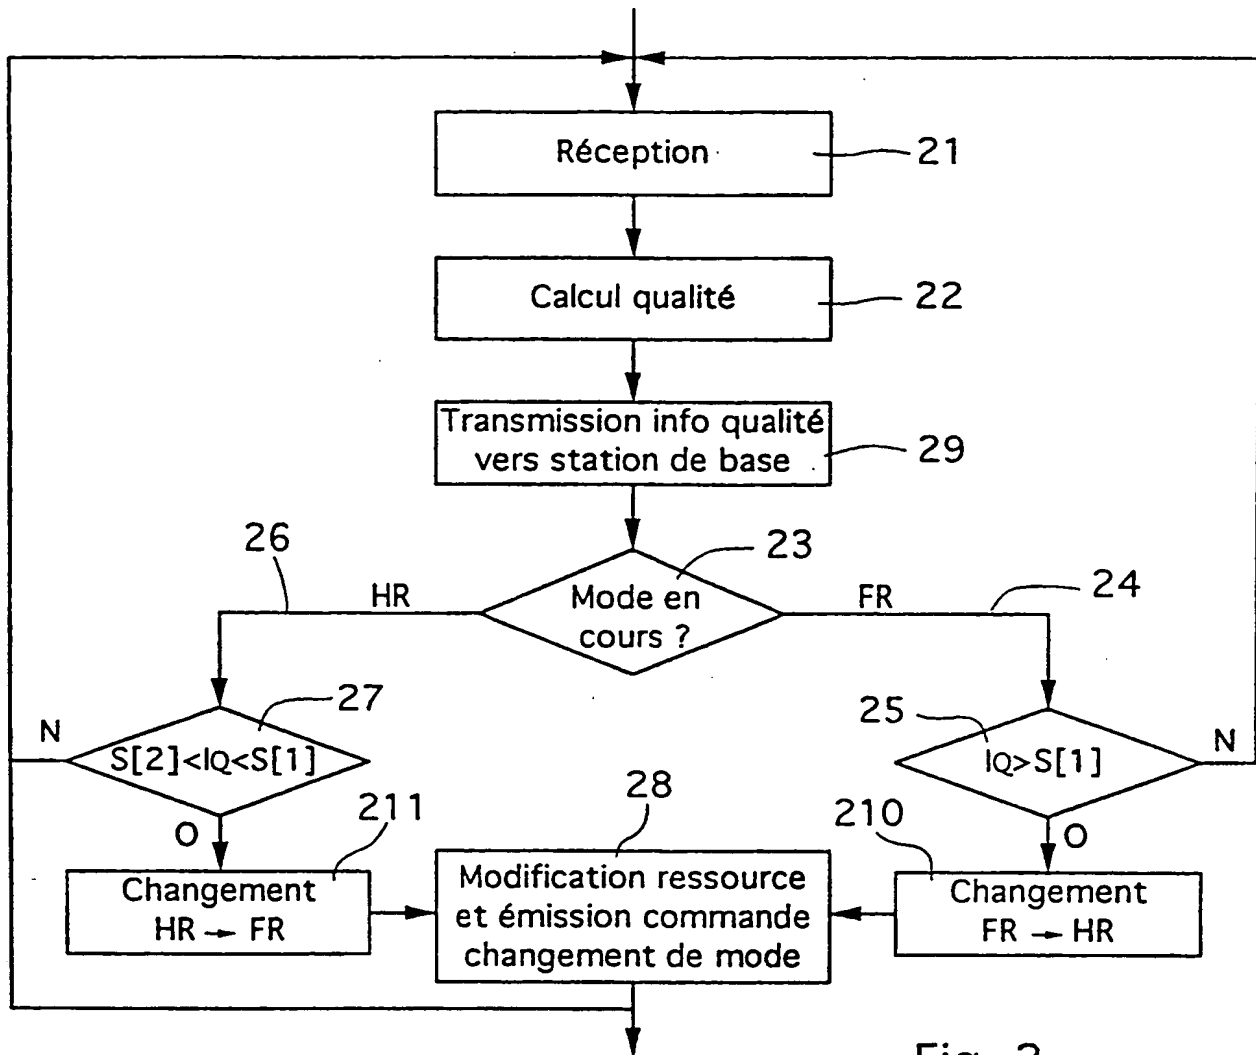 Réception
21
Calcul qualité
22
Transmission info qualité
vers station de base
29
26
23
HR
Mode en
cours ?
FR
24
27
25
N
S[2]<IQ<S[1]
IQ>S[1]
N
O
211
28
210
O
Changement
HR → FR
Modification ressource
et émission commande
changement de mode
Changement
FR → HR